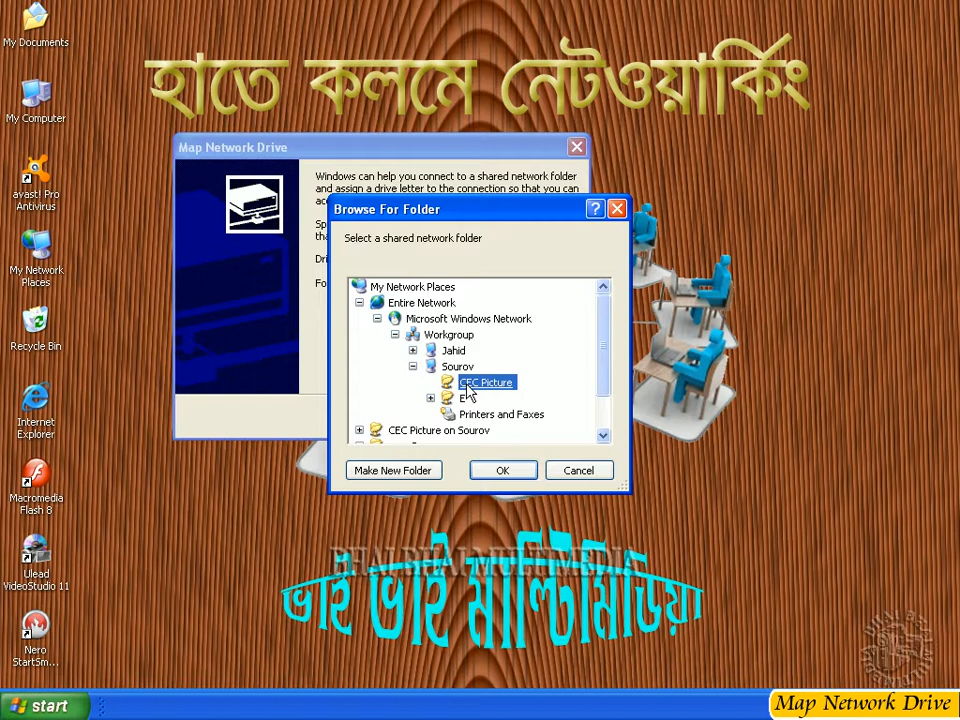 My Documents
My Computer
avast! Pro
Antivirus
My Network
Places
Recycle Bin
Internet
Explorer
Macromedia
Flash 8
Ulead
VideoStudio 11
Nero
StartSm...
হাতে কলমে নেটওয়ার্কিং
Map Network Drive
Windows can help you connect to a shared network folder
and assign a drive letter to the connection so that you can
Browse For Folder
Select a shared network folder
My Network Places
Entire Network
Microsoft Windows Network
Workgroup
Jahid
Sourov
CEC Picture
E
Printers and Faxes
CEC Picture on Sourov
Make New Folder
OK
Cancel
BHAI BHAI MULTIMEDIA
ভাই ভাই মাল্টিমিডিয়া
start
Map Network Drive